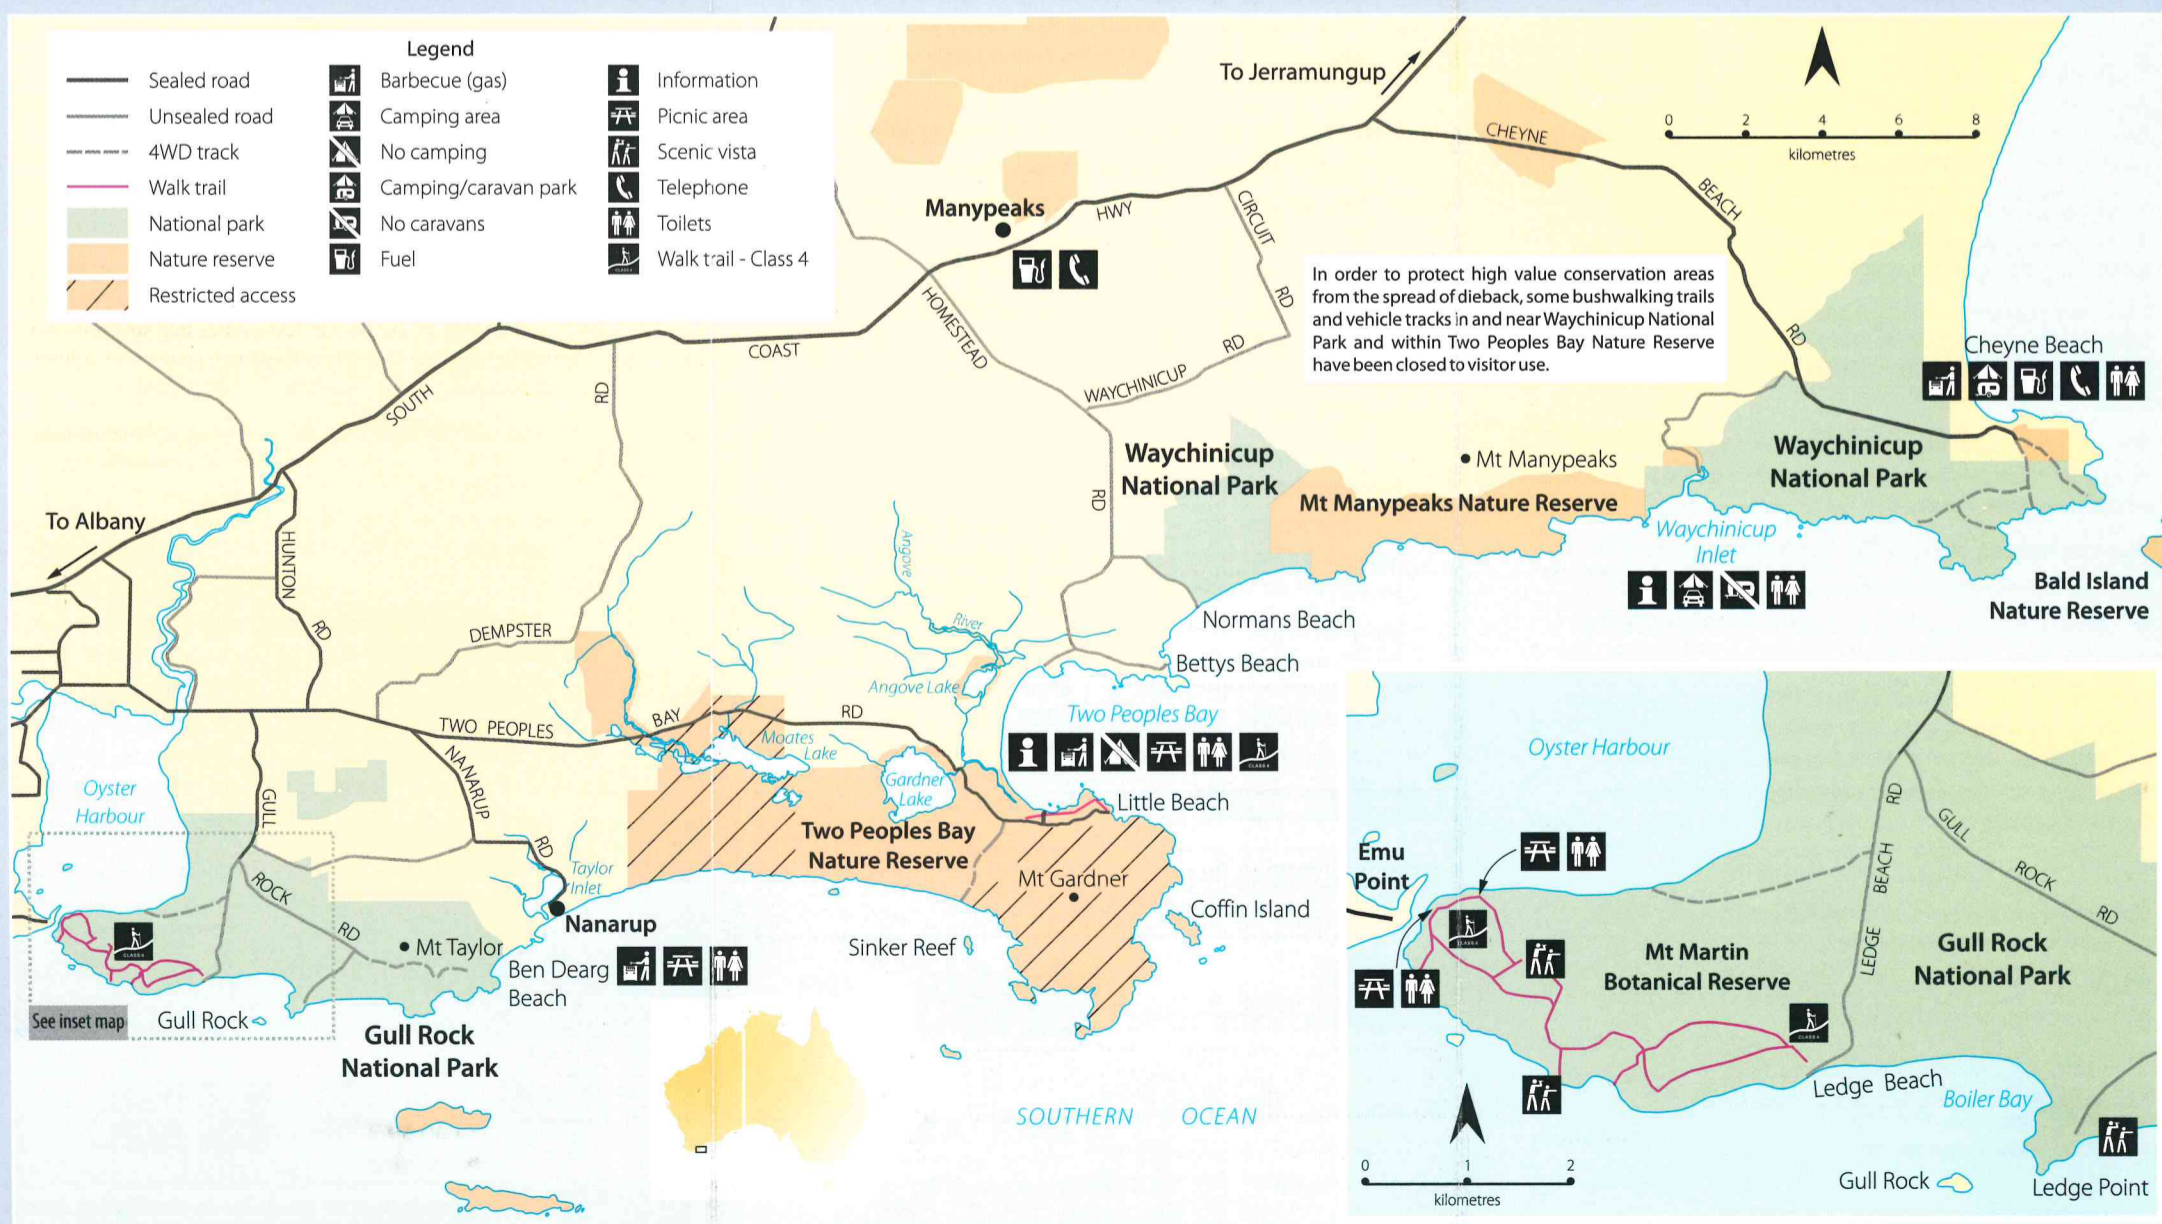 Legend
Sealed road
Unsealed road
4WD track
Walk trail
National park
Nature reserve
Restricted access
Barbecue (gas)
Camping area
No camping
Camping/caravan park
No caravans
Fuel
Information
Picnic area
Scenic vista
Telephone
Toilets
Walk trail - Class 4
To Jerramungup
0 2 4 6 8
kilometres
CHEYNE
BEACH
RD
Manypeaks
HWY
CIRCUIT
RD
HOMESTEAD
RD
WAYCHINICUP
RD
COAST
SOUTH
RD
In order to protect high value conservation areas
from the spread of dieback, some bushwalking trails
and vehicle tracks in and near Waychinicup National
Park and within Two Peoples Bay Nature Reserve
have been closed to visitor use.
Cheyne Beach
Waychinicup
National Park
Mt Manypeaks
Mt Manypeaks Nature Reserve
Waychinicup
National Park
Waychinicup
Inlet
Bald Island
Nature Reserve
To Albany
HUNTON
RD
DEMPSTER
Angove
River
Angove Lake
Normans Beach
Bettys Beach
Two Peoples Bay
CLASS 4
TWO PEOPLES
BAY
RD
Moates
Lake
Gardner
Lake
Little Beach
NANARUP
RD
GULL
ROCK
RD
Oyster
Harbour
Two Peoples Bay
Nature Reserve
Mt Gardner
Coffin Island
Taylor
Inlet
Nanarup
Mt Taylor
Ben Dearg
Beach
Sinker Reef
CLASS 4
See inset map
Gull Rock
Gull Rock
National Park
SOUTHERN OCEAN
Oyster Harbour
Emu
Point
CLASS 4
Mt Martin
Botanical Reserve
LEDGE
BEACH
RD
GULL
ROCK
RD
Gull Rock
National Park
CLASS 4
Ledge Beach
Boiler Bay
Gull Rock
Ledge Point
0 1 2
kilometres